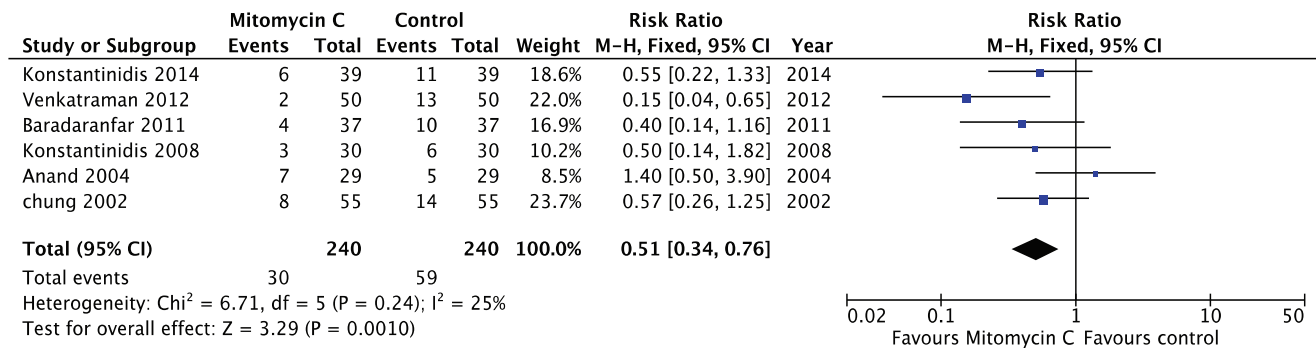 Mitomycin C Control Risk Ratio Risk Ratio
Study or Subgroup Events Total Events Total Weight M-H, Fixed, 95% CI Year M-H, Fixed, 95% CI
Konstantinidis 2014 6 39 11 39 18.6% 0.55 [0.22, 1.33] 2014
Venkatraman 2012 2 50 13 50 22.0% 0.15 [0.04, 0.65] 2012
Baradaranfar 2011 4 37 10 37 16.9% 0.40 [0.14, 1.16] 2011
Konstantinidis 2008 3 30 6 30 10.2% 0.50 [0.14, 1.82] 2008
Anand 2004 7 29 5 29 8.5% 1.40 [0.50, 3.90] 2004
chung 2002 8 55 14 55 23.7% 0.57 [0.26, 1.25] 2002
Total (95% CI) 240 240 100.0% 0.51 [0.34, 0.76]
Total events 30 59
Heterogeneity: Chi² = 6.71, df = 5 (P = 0.24); I² = 25%
Test for overall effect: Z = 3.29 (P = 0.0010)
0.02 0.1 1 10 50
Favours Mitomycin C Favours control